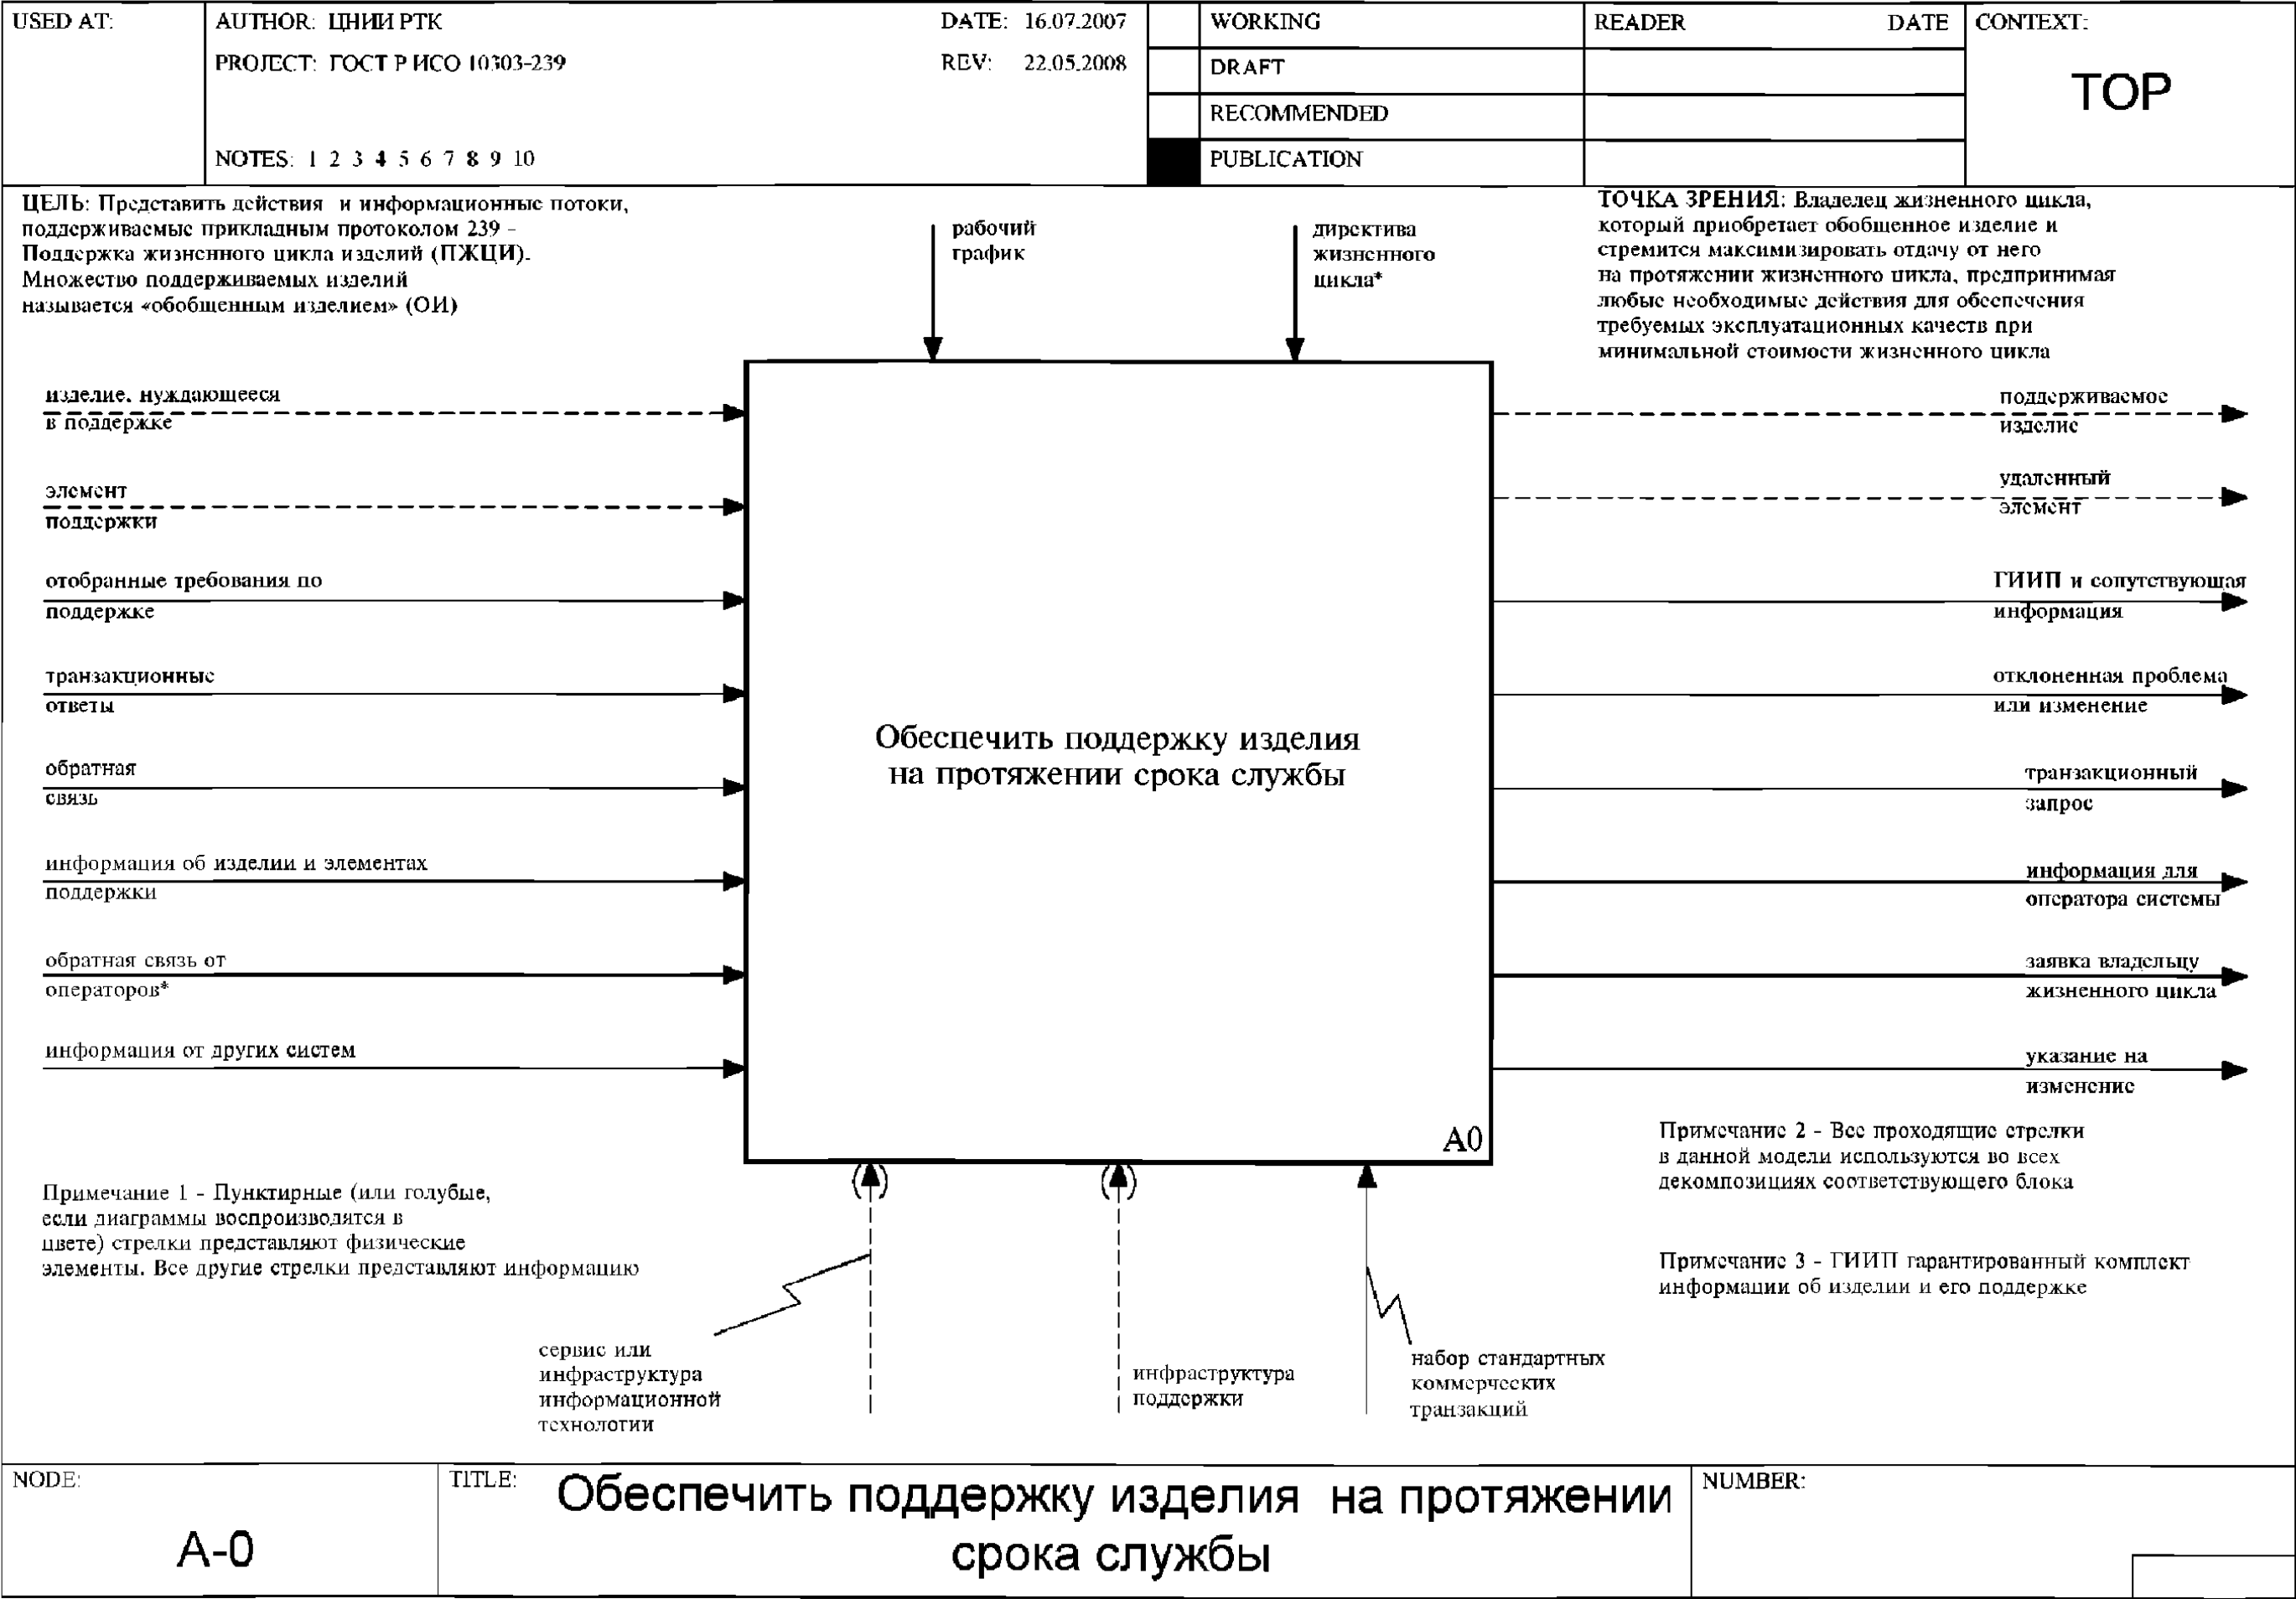 USED AT:
AUTHOR: ЦНИИ РТК
DATE: 16.07.2007
PROJECT: ГОСТ Р ИСО 10303-239
REV: 22.05.2008
NOTES: 1 2 3 4 5 6 7 8 9 10
WORKING
DRAFT
RECOMMENDED
PUBLICATION
READER DATE
CONTEXT:
TOP
ЦЕЛЬ: Представить действия и информационные потоки,
поддерживаемые прикладным протоколом 239 –
Поддержка жизненного цикла изделий (ПЖЦИ).
Множество поддерживаемых изделий
называется «обобщенным изделием» (ОИ)
рабочий
график
директива
жизненного
цикла*
ТОЧКА ЗРЕНИЯ: Владелец жизненного цикла,
который приобретает обобщенное изделие и
стремится максимизировать отдачу от него
на протяжении жизненного цикла, предпринимая
любые необходимые действия для обеспечения
требуемых эксплуатационных качеств при
минимальной стоимости жизненного цикла
изделие, нуждающееся
в поддержке
элемент
поддержки
отобранные требования по
поддержке
транзакционные
ответы
обратная
связь
информация об изделии и элементах
поддержки
обратная связь от
операторов*
информация от других систем
Обеспечить поддержку изделия
на протяжении срока службы
A0
поддерживаемое
изделие
удаленный
элемент
ГИИП и сопутствующая
информация
отклоненная проблема
или изменение
транзакционный
запрос
информация для
оператора системы
заявка владельцу
жизненного цикла
указание на
изменение
Примечание 1 - Пунктирные (или голубые,
если диаграммы воспроизводятся в
цвете) стрелки представляют физические
элементы. Все другие стрелки представляют информацию
Примечание 2 - Все проходящие стрелки
в данной модели используются во всех
декомпозициях соответствующего блока
Примечание 3 - ГИИП гарантированный комплект
информации об изделии и его поддержке
сервис или
инфраструктура
информационной
технологии
инфраструктура
поддержки
набор стандартных
коммерческих
транзакций
NODE:
A-0
TITLE:
Обеспечить поддержку изделия на протяжении
срока службы
NUMBER: